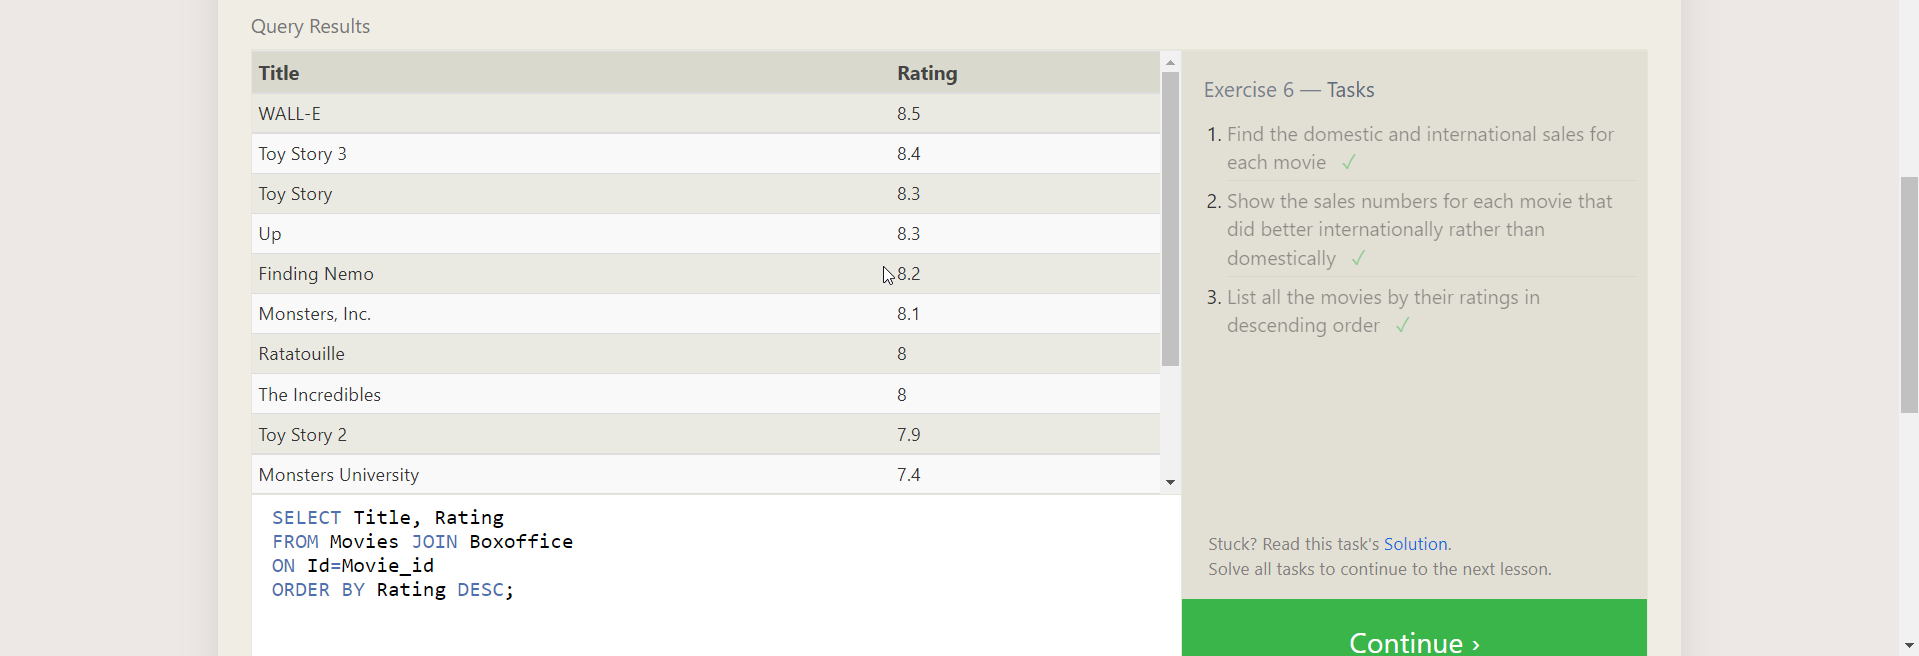 Query Results
Title Rating
WALL-E 8.5
Toy Story 3 8.4
Toy Story 8.3
Up 8.3
Finding Nemo 8.2
Monsters, Inc. 8.1
Ratatouille 8
The Incredibles 8
Toy Story 2 7.9
Monsters University 7.4
SELECT Title, Rating
FROM Movies JOIN Boxoffice
ON Id=Movie_id
ORDER BY Rating DESC;
Exercise 6 — Tasks
1. Find the domestic and international sales for
each movie ✓
2. Show the sales numbers for each movie that
did better internationally rather than
domestically ✓
3. List all the movies by their ratings in
descending order ✓
Stuck? Read this task's Solution.
Solve all tasks to continue to the next lesson.
Continue ›